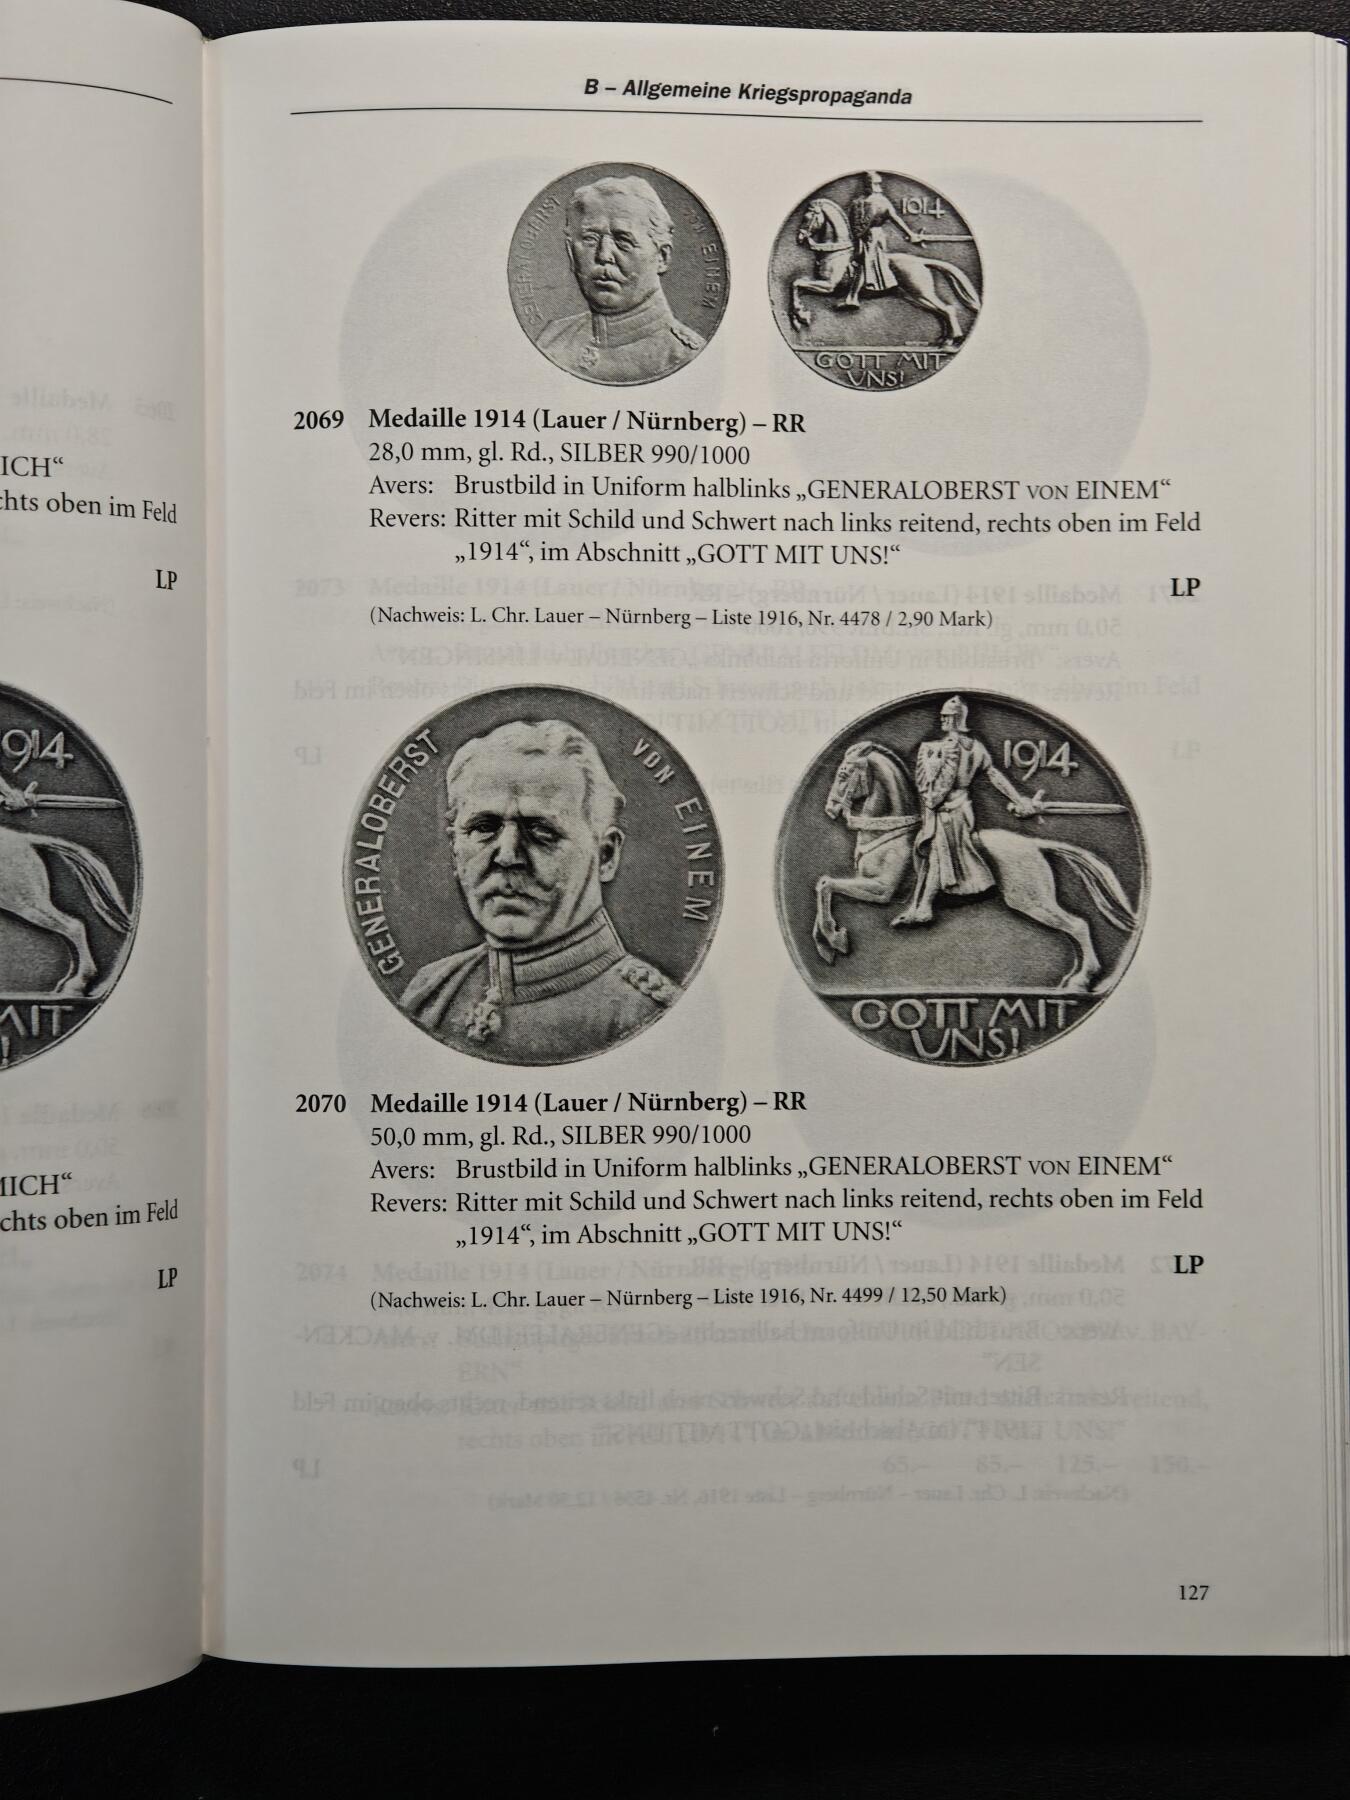 ICH“
chts oben im Feld
LP
914
MIT
!
MICH“
chts oben im Feld
LP
B – Allgemeine Kriegspropaganda
GENERALOBERST VON EINEM
1914
GOTT MIT
UNS!
2069 Medaille 1914 (Lauer / Nürnberg) – RR
28,0 mm, gl. Rd., SILBER 990/1000
Avers: Brustbild in Uniform halblinks „GENERALOBERST VON EINEM“
Revers: Ritter mit Schild und Schwert nach links reitend, rechts oben im Feld
„1914“, im Abschnitt „GOTT MIT UNS!“
LP
(Nachweis: L. Chr. Lauer – Nürnberg – Liste 1916, Nr. 4478 / 2,90 Mark)
GENERALOBERST VON EINEM
1914
GOTT MIT
UNS!
2070 Medaille 1914 (Lauer / Nürnberg) – RR
50,0 mm, gl. Rd., SILBER 990/1000
Avers: Brustbild in Uniform halblinks „GENERALOBERST VON EINEM“
Revers: Ritter mit Schild und Schwert nach links reitend, rechts oben im Feld
„1914“, im Abschnitt „GOTT MIT UNS!“
LP
(Nachweis: L. Chr. Lauer – Nürnberg – Liste 1916, Nr. 4499 / 12,50 Mark)
127